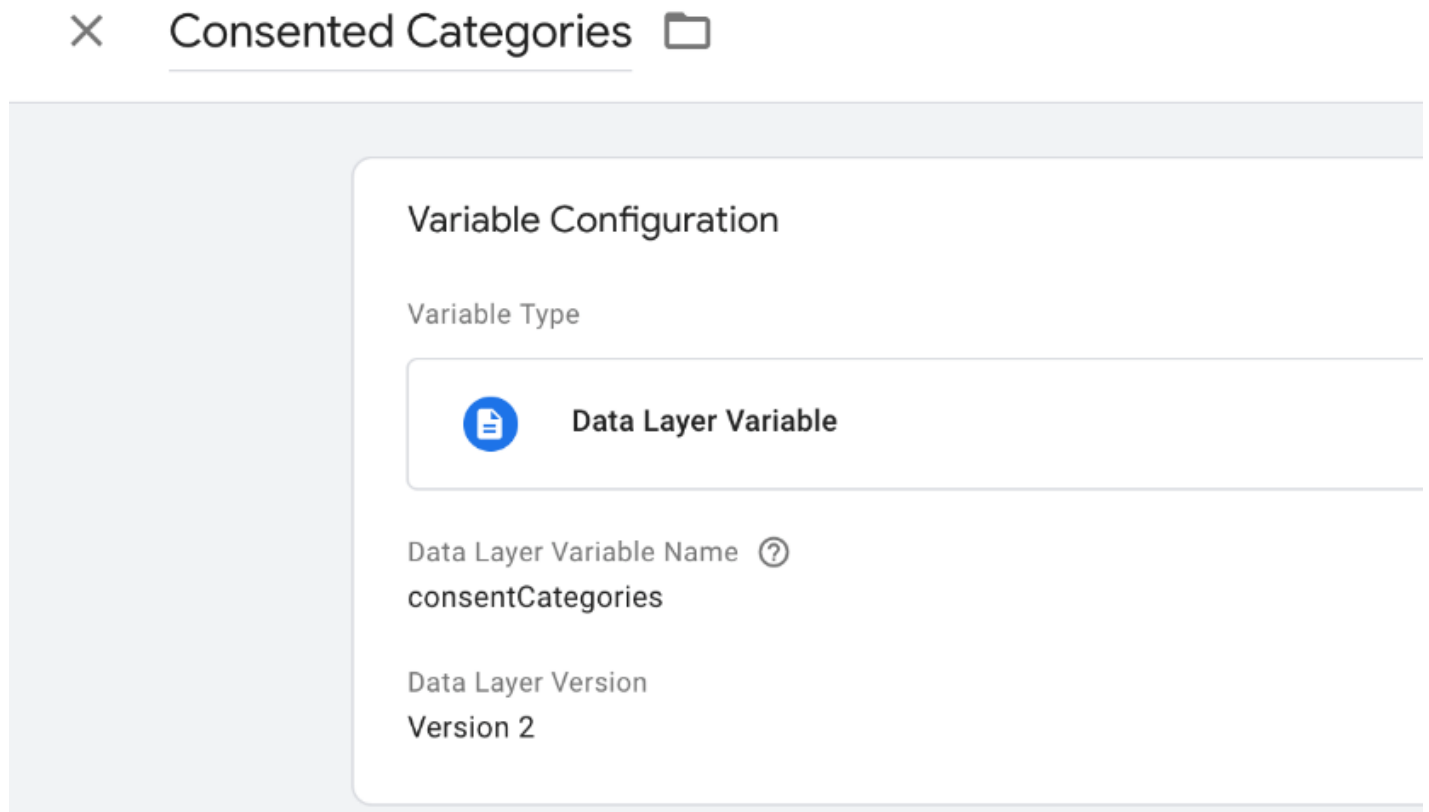 Consented Categories
Variable Configuration
Variable Type
Data Layer Variable
Data Layer Variable Name
consentCategories
Data Layer Version
Version 2